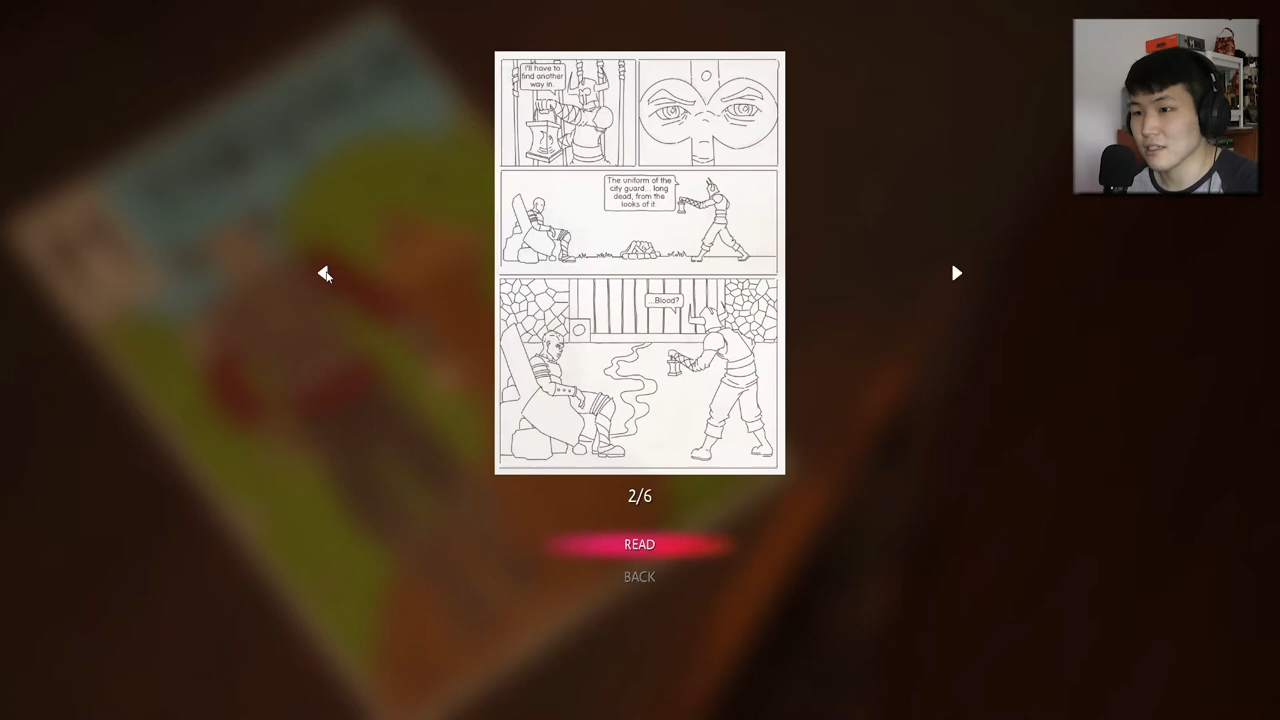 I'll have to
find another
way in.
The uniform of the
city guard... long
dead, from the
looks of it.
...Blood?
2/6
READ
BACK